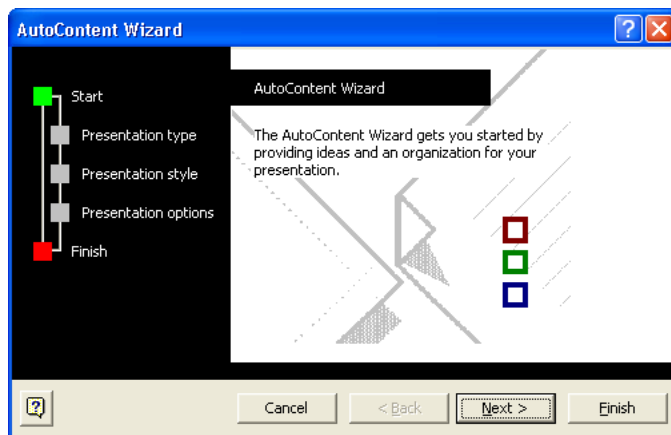 AutoContent Wizard
Start
Presentation type
Presentation style
Presentation options
Finish
AutoContent Wizard
The AutoContent Wizard gets you started by
providing ideas and an organization for your
presentation.
?
Cancel
< Back
Next >
Finish